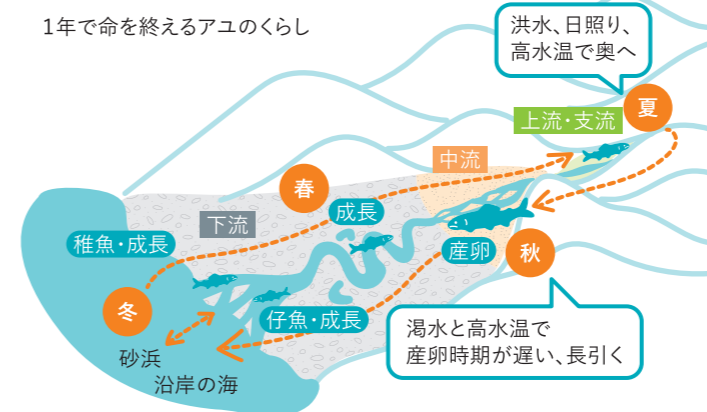 1年で命を終えるアユのくらし
洪水、日照り、
高水温で奥へ
夏
上流・支流
中流
春
成長
下流
稚魚・成長
産卵
秋
冬
仔魚・成長
砂浜
沿岸の海
渇水と高水温で
産卵時期が遅い、長引く